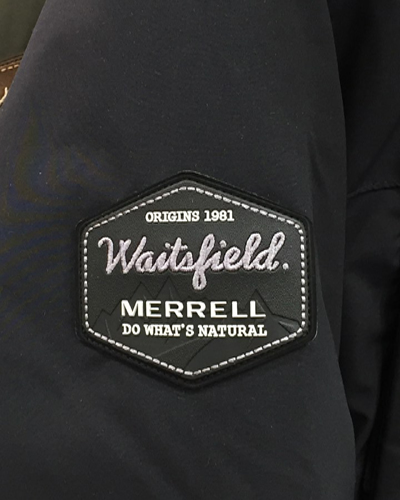 ORIGINS 1981
Waitsfield.
MERRELL
DO WHAT'S NATURAL